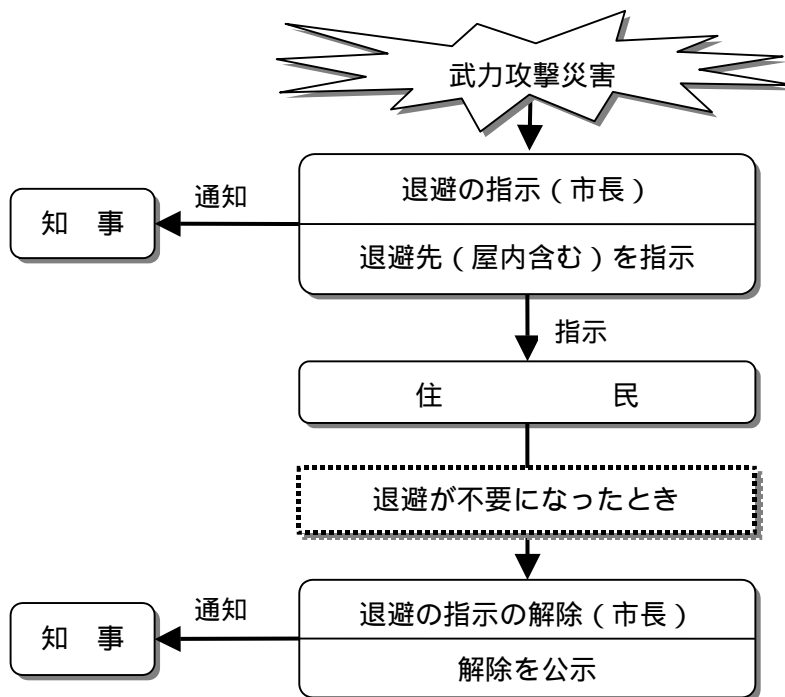 武力攻撃災害
退避の指示（市長）
通知
知　事
退避先（屋内含む）を指示
指示
住　　　　　民
退避が不要になったとき
退避の指示の解除（市長）
通知
知　事
解除を公示